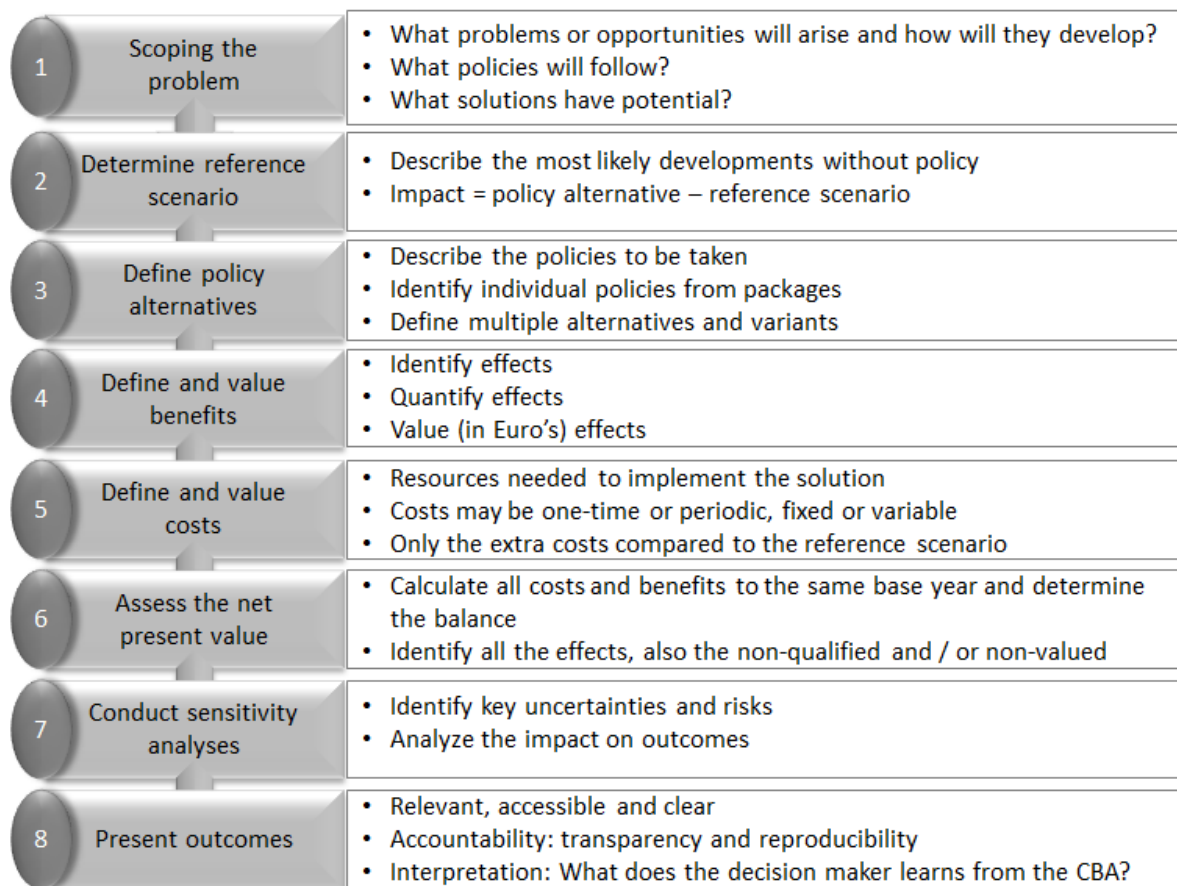 1
Scoping the
problem
• What problems or opportunities will arise and how will they develop?
• What policies will follow?
• What solutions have potential?
2
Determine reference
scenario
• Describe the most likely developments without policy
• Impact = policy alternative – reference scenario
3
Define policy
alternatives
• Describe the policies to be taken
• Identify individual policies from packages
• Define multiple alternatives and variants
4
Define and value
benefits
• Identify effects
• Quantify effects
• Value (in Euro's) effects
5
Define and value
costs
• Resources needed to implement the solution
• Costs may be one-time or periodic, fixed or variable
• Only the extra costs compared to the reference scenario
6
Assess the net
present value
• Calculate all costs and benefits to the same base year and determine
the balance
• Identify all the effects, also the non-qualified and / or non-valued
7
Conduct sensitivity
analyses
• Identify key uncertainties and risks
• Analyze the impact on outcomes
8
Present outcomes
• Relevant, accessible and clear
• Accountability: transparency and reproducibility
• Interpretation: What does the decision maker learns from the CBA?